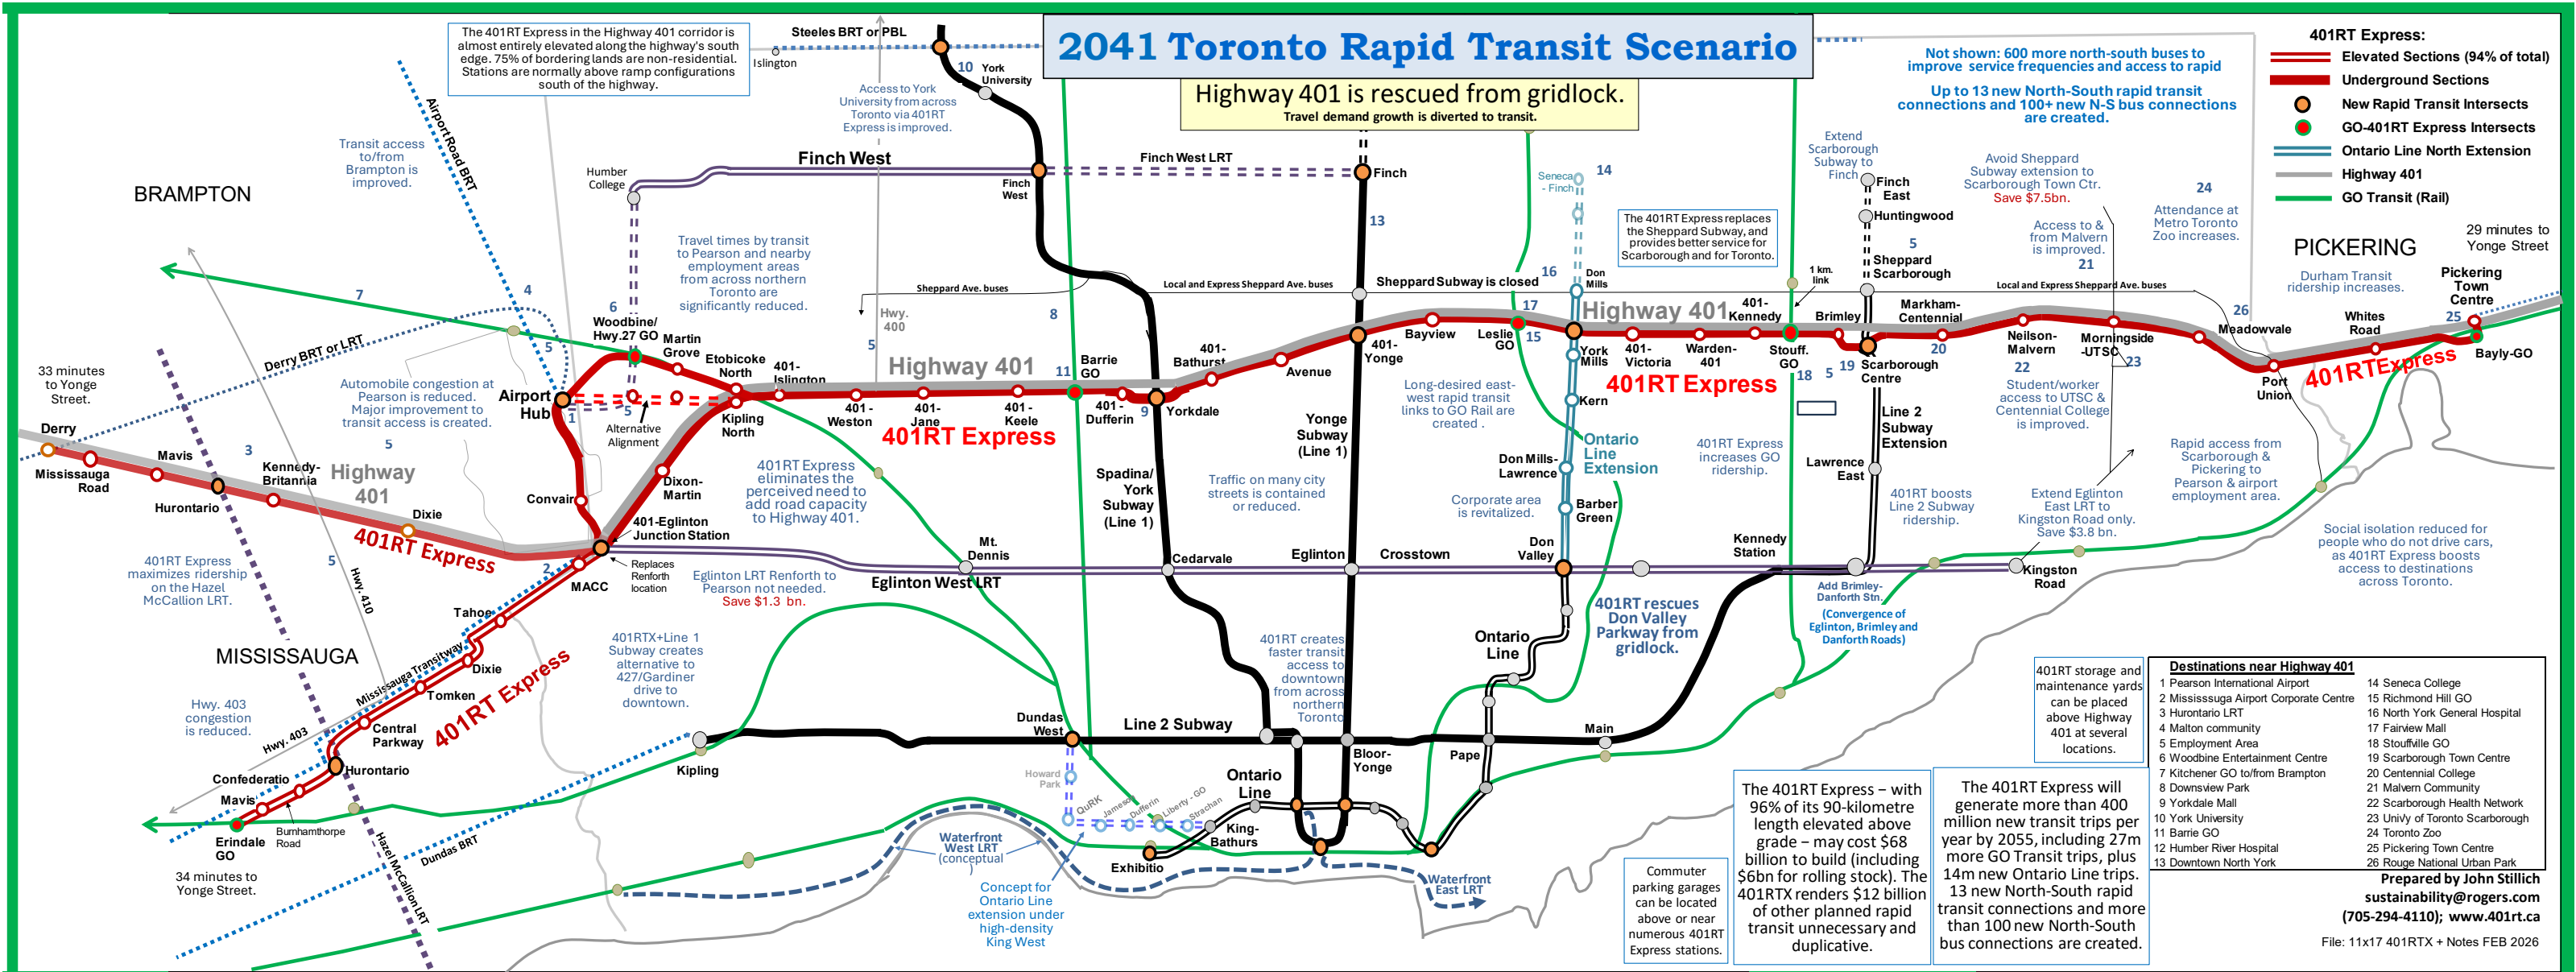 The 401RT Express in the Highway 401 corridor is
almost entirely elevated along the highway's south
edge. 75% of bordering lands are non-residential.
Stations are normally above ramp configurations
south of the highway.
Steeles BRT or PBL
Islington
10
York
University
2041 Toronto Rapid Transit Scenario
Highway 401 is rescued from gridlock.
Travel demand growth is diverted to transit.
Not shown: 600 more north-south buses to
improve service frequencies and access to rapid
Up to 13 new North-South rapid transit
connections and 100+ new N-S bus connections
are created.
401RT Express:
Elevated Sections (94% of total)
Underground Sections
New Rapid Transit Intersects
GO-401RT Express Intersects
Ontario Line North Extension
Highway 401
GO Transit (Rail)
Access to York
University from across
Toronto via 401RT
Express is improved.
Airport Road BRT
Transit access
to/from
Brampton is
improved.
BRAMPTON
Humber
College
Finch West
Finch
West
Finch West LRT
Finch
13
Seneca
- Finch
14
Extend
Scarborough
Subway to
Finch
Finch
East
Huntingwood
5
Sheppard
Scarborough
Avoid Sheppard
Subway extension to
Scarborough Town Ctr.
Save $7.5bn.
24
Attendance at
Metro Toronto
Zoo increases.
Access to &
from Malvern
is improved.
21
PICKERING
29 minutes to
Yonge Street
Durham Transit
ridership increases.
Pickering
Town
Centre
25
The 401RT Express replaces
the Sheppard Subway, and
provides better service for
Scarborough and for Toronto.
Travel times by transit
to Pearson and nearby
employment areas
from across northern
Toronto are
significantly reduced.
7
4
6
5
Derry BRT or LRT
Woodbine/
Hwy.27 GO
Martin
Grove
Etobicoke
North
401-
Islington
Hwy.
400
5
Sheppard Ave. buses
Local and Express Sheppard Ave. buses
Sheppard Subway is closed
16
Don
Mills
1 km.
link
Local and Express Sheppard Ave. buses
8
Highway 401
Barrie
GO
11
401-
Bathurst
Avenue
401-
Yonge
Bayview
Leslie
GO
17
15
York
Mills
Highway 401
401-
Victoria
Warden-
401
401-
Kennedy
Stouff.
GO
18
5
19
Brimley
Scarborough
Centre
Markham-
Centennial
20
Neilson-
Malvern
22
Morningside
-UTSC
23
26
Meadowvale
Port
Union
Whites
Road
401RT Express
Bayly-GO
33 minutes
to Yonge
Street.
Automobile congestion at
Pearson is reduced.
Major improvement to
transit access is created.
5
Airport
Hub
1
5
Alternative
Alignment
Kipling
North
401-
Weston
401-
Jane
401-
Keele
401-
Dufferin
9
Yorkdale
401RT Express
401RT Express
Derry
Mississauga
Road
Mavis
Hurontario
3
Kennedy-
Britannia
Highway
401
Dixie
401RT Express
Convair
Dixon-
Martin
401-Eglinton
Junction Station
401RT Express
eliminates the
perceived need to
add road capacity
to Highway 401.
Spadina/
York
Subway
(Line 1)
Traffic on many city
streets is contained
or reduced.
Yonge
Subway
(Line 1)
Long-desired east-
west rapid transit
links to GO Rail are
created .
Kern
Don Mills-
Lawrence
Ontario
Line
Extension
Corporate area
is revitalized.
Barber
Green
401RT Express
increases GO
ridership.
Line 2
Subway
Extension
Lawrence
East
401RT boosts
Line 2 Subway
ridership.
Student/worker
access to UTSC &
Centennial College
is improved.
Extend Eglinton
East LRT to
Kingston Road only.
Save $3.8 bn.
Rapid access from
Scarborough &
Pickering to
Pearson & airport
employment area.
Social isolation reduced for
people who do not drive cars,
as 401RT Express boosts
access to destinations
across Toronto.
401RT Express
maximizes ridership
on the Hazel
McCallion LRT.
5
Hwy. 410
2
MACC
Replaces
Renforth
location
Eglinton LRT Renforth to
Pearson not needed.
Save $1.3 bn.
Mt.
Dennis
Eglinton West LRT
Cedarvale
Eglinton
Crosstown
Don
Valley
Kennedy
Station
Add Brimley-
Danforth Stn.
(Convergence of
Eglinton, Brimley and
Danforth Roads)
Kingston
Road
MISSISSAUGA
Tahoe
Dixie
Mississauga Transitway
Tomken
Central
Parkway
401RT Express
Hwy. 403
congestion
is reduced.
Hwy. 403
Hurontario
Confederatio
Mavis
Erindale
GO
Burnhamthorpe
Road
34 minutes to
Yonge Street.
Hazel McCallion LRT
Dundas BRT
401RTX+Line 1
Subway creates
alternative to
427/Gardiner
drive to
downtown.
Kipling
Line 2 Subway
Dundas
West
Howard
Park
QuRK
Jameson
Dufferin
Liberty - GO
Strachan
King-
Bathurs
Exhibitio
Ontario
Line
Waterfront
West LRT
(conceptual
)
Concept for
Ontario Line
extension under
high-density
King West
401RT creates
faster transit
access to
downtown
from across
northern
Toronto
Bloor-
Yonge
Pape
Main
Ontario
Line
401RT rescues
Don Valley
Parkway from
gridlock.
Waterfront
East LRT
Commuter
parking garages
can be located
above or near
numerous 401RT
Express stations.
The 401RT Express – with
96% of its 90-kilometre
length elevated above
grade – may cost $68
billion to build (including
$6bn for rolling stock). The
401RTX renders $12 billion
of other planned rapid
transit unnecessary and
duplicative.
The 401RT Express will
generate more than 400
million new transit trips per
year by 2055, including 27m
more GO Transit trips, plus
14m new Ontario Line trips.
13 new North-South rapid
transit connections and more
than 100 new North-South
bus connections are created.
401RT storage and
maintenance yards
can be placed
above Highway
401 at several
locations.
Destinations near Highway 401
1 Pearson International Airport
2 Mississsuga Airport Corporate Centre
3 Hurontario LRT
4 Malton community
5 Employment Area
6 Woodbine Entertainment Centre
7 Kitchener GO to/from Brampton
8 Downsview Park
9 Yorkdale Mall
10 York University
11 Barrie GO
12 Humber River Hospital
13 Downtown North York
14 Seneca College
15 Richmond Hill GO
16 North York General Hospital
17 Fairview Mall
18 Stouffville GO
19 Scarborough Town Centre
20 Centennial College
21 Malvern Community
22 Scarborough Health Network
23 Univ'y of Toronto Scarborough
24 Toronto Zoo
25 Pickering Town Centre
26 Rouge National Urban Park
Prepared by John Stillich
sustainability@rogers.com
(705-294-4110); www.401rt.ca
File: 11x17 401RTX + Notes FEB 2026